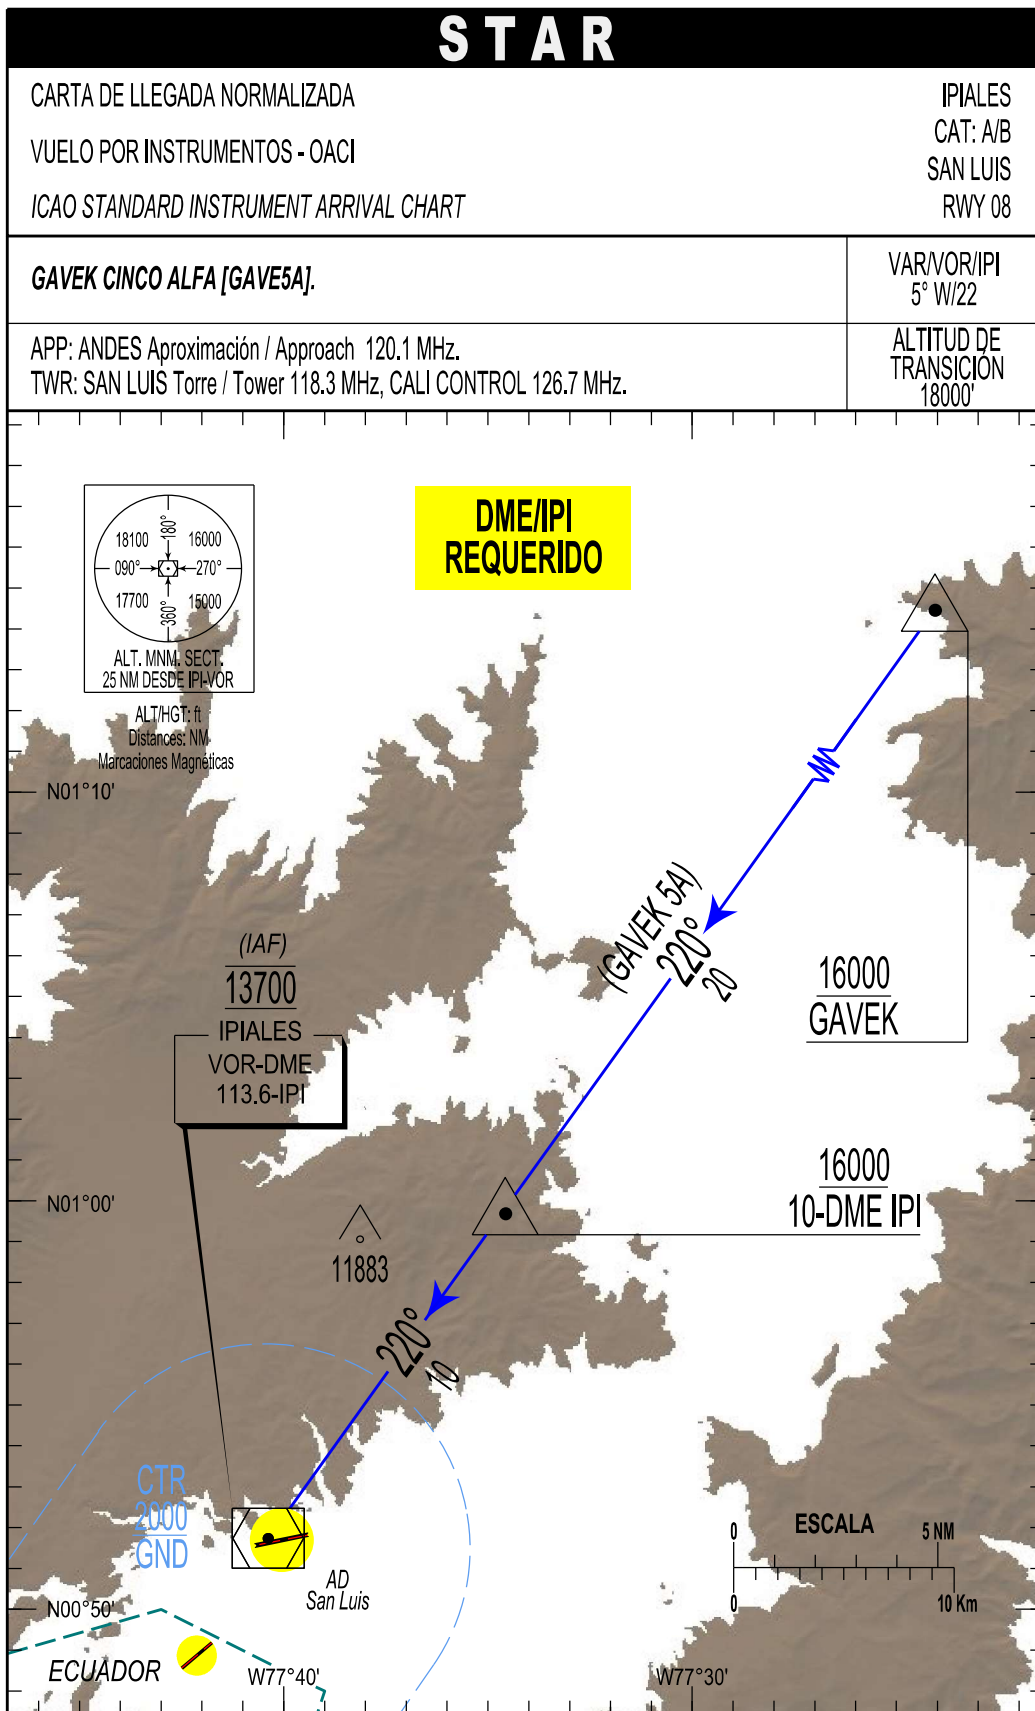 STAR
CARTA DE LLEGADA NORMALIZADA
VUELO POR INSTRUMENTOS - OACI
ICAO STANDARD INSTRUMENT ARRIVAL CHART
IPIALES
CAT: A/B
SAN LUIS
RWY 08
GAVEK CINCO ALFA [GAVE5A].
VAR/VOR/IPI
5° W/22
APP: ANDES Aproximación / Approach 120.1 MHz.
TWR: SAN LUIS Torre / Tower 118.3 MHz, CALI CONTROL 126.7 MHz.
ALTITUD DE
TRANSICIÓN
18000'
DME/IPI
REQUERIDO
180°
18100
16000
090°
270°
17700
15000
360°
ALT. MNM. SECT.
25 NM DESDE IPI-VOR
ALT/HGT: ft
Distances: NM
Marcaciones Magnéticas
N01°10'
(GAVEK 5A)
220°
20
(IAF)
13700
IPIALES
VOR-DME
113.6-IPI
16000
GAVEK
16000
10-DME IPI
N01°00'
11883
220°
10
CTR
2000
GND
AD
San Luis
ESCALA
0
5 NM
0
10 Km
N00°50'
ECUADOR
W77°40'
W77°30'